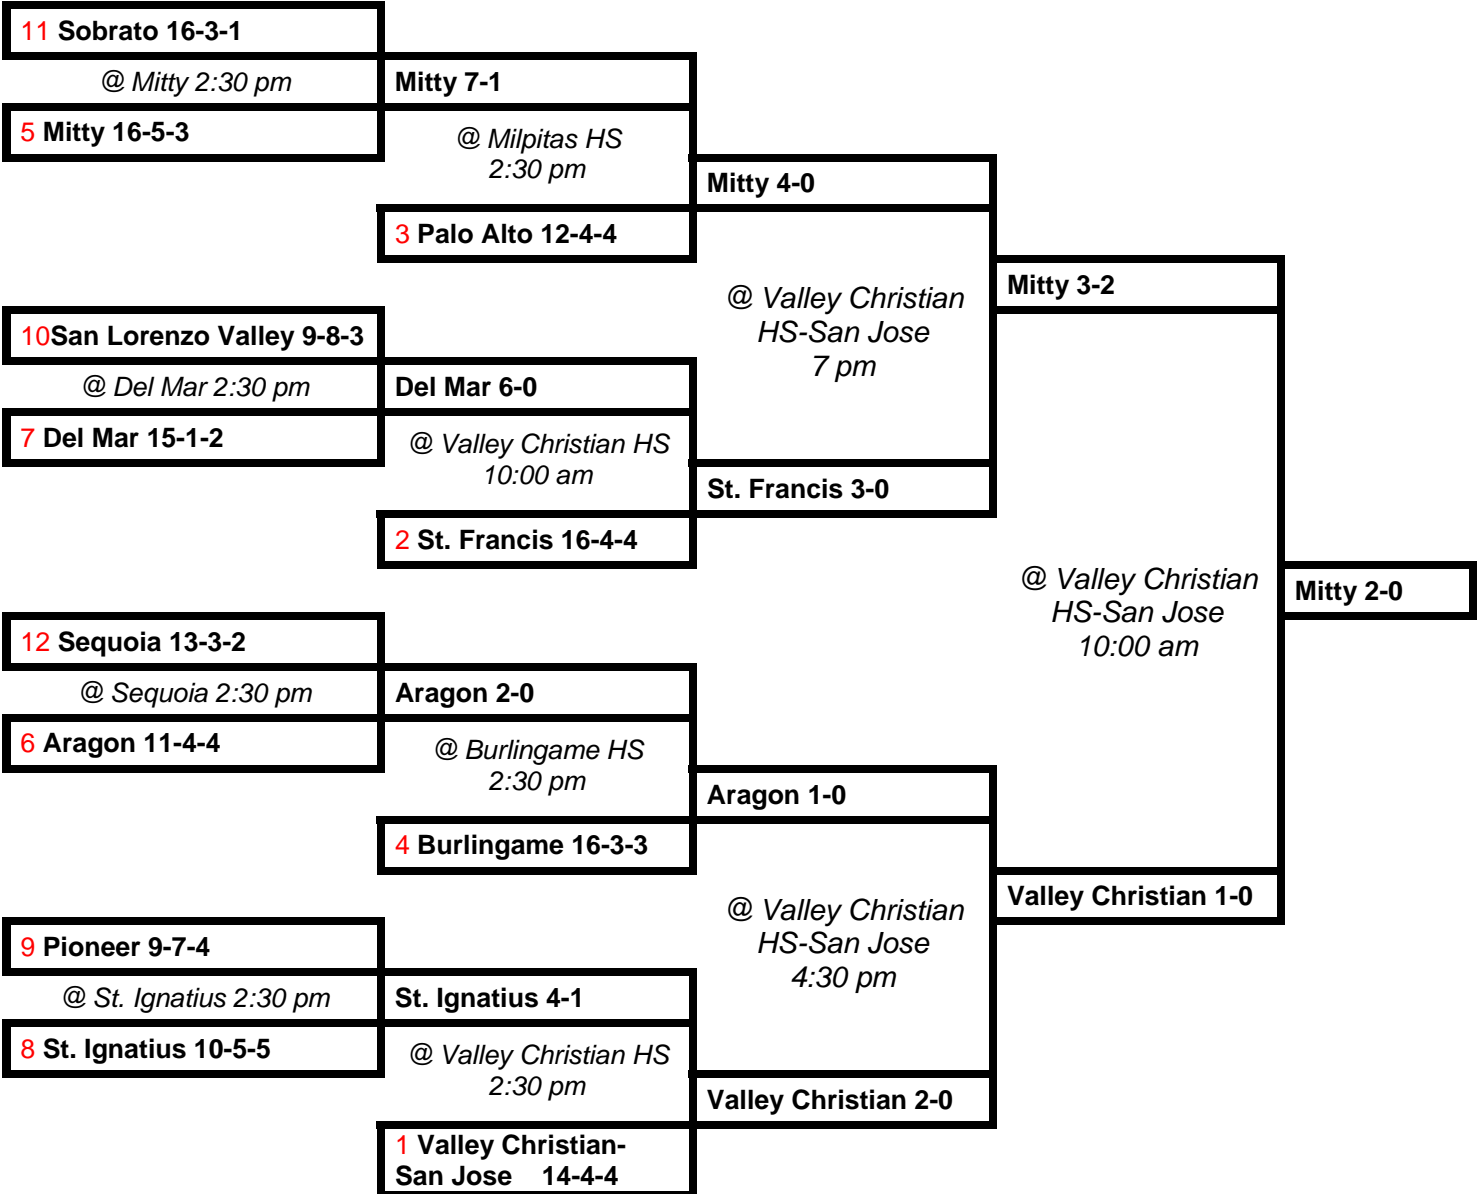 11 Sobrato 16-3-1
@ Mitty 2:30 pm
5 Mitty 16-5-3
Mitty 7-1
@ Milpitas HS
2:30 pm
3 Palo Alto 12-4-4
Mitty 4-0
10San Lorenzo Valley 9-8-3
@ Del Mar 2:30 pm
7 Del Mar 15-1-2
Del Mar 6-0
@ Valley Christian HS
10:00 am
2 St. Francis 16-4-4
St. Francis 3-0
@ Valley Christian
HS-San Jose
7 pm
Mitty 3-2
12 Sequoia 13-3-2
@ Sequoia 2:30 pm
6 Aragon 11-4-4
Aragon 2-0
@ Burlingame HS
2:30 pm
4 Burlingame 16-3-3
Aragon 1-0
9 Pioneer 9-7-4
@ St. Ignatius 2:30 pm
8 St. Ignatius 10-5-5
St. Ignatius 4-1
@ Valley Christian HS
2:30 pm
1 Valley Christian-
San Jose 14-4-4
Valley Christian 2-0
@ Valley Christian
HS-San Jose
4:30 pm
Valley Christian 1-0
@ Valley Christian
HS-San Jose
10:00 am
Mitty 2-0